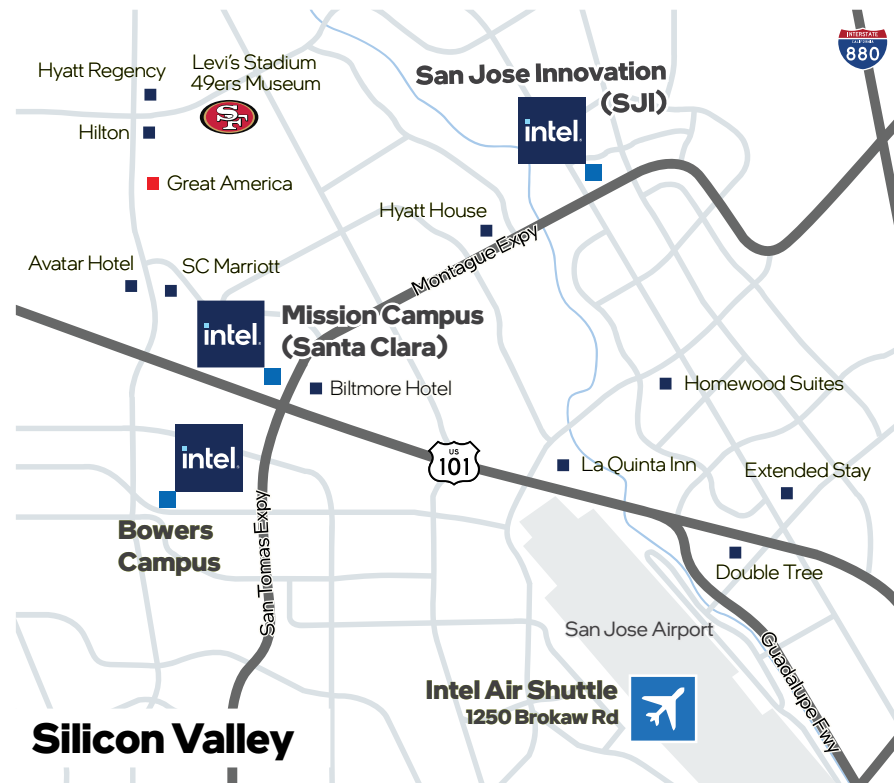 INTERSTATE
CALIFORNIA
880
Hyatt Regency
Levi's Stadium
49ers Museum
SF
San Jose Innovation
(SJI)
intel.
Hilton
Great America
Hyatt House
Montague Expy
Avatar Hotel
SC Marriott
intel.
Mission Campus
(Santa Clara)
Biltmore Hotel
Homewood Suites
intel.
US
101
La Quinta Inn
Extended Stay
Bowers
Campus
San Tomas Expy
Double Tree
San Jose Airport
Guadalupe Fwy
Intel Air Shuttle
1250 Brokaw Rd
Silicon Valley